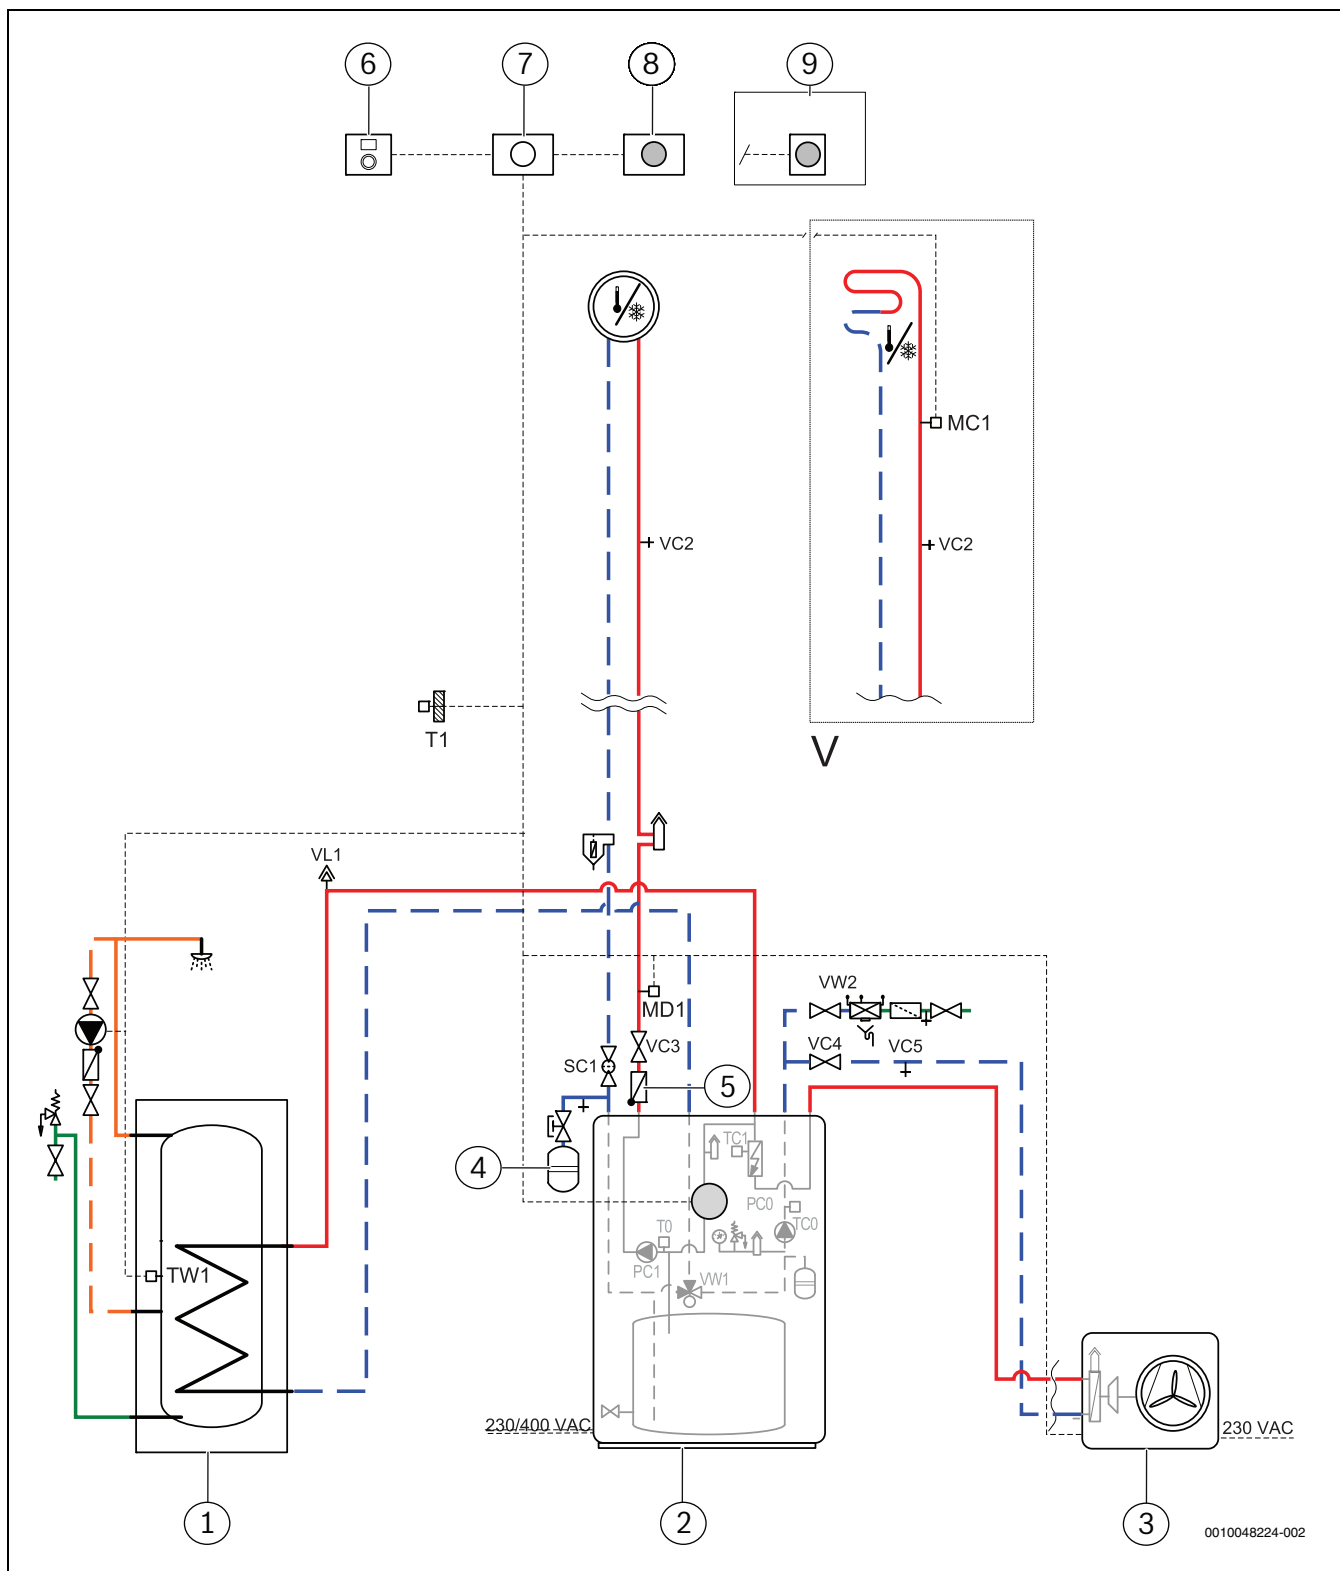 6
7
8
9
MC1
VC2
VC2
T1
V
VL1
VW2
MD1
VC3
VC4
VC5
SC1
5
4
TC1
PC0
TC0
T0
PC1
VW1
TW1
230/400 VAC
230 VAC
1
2
3
0010048224-002